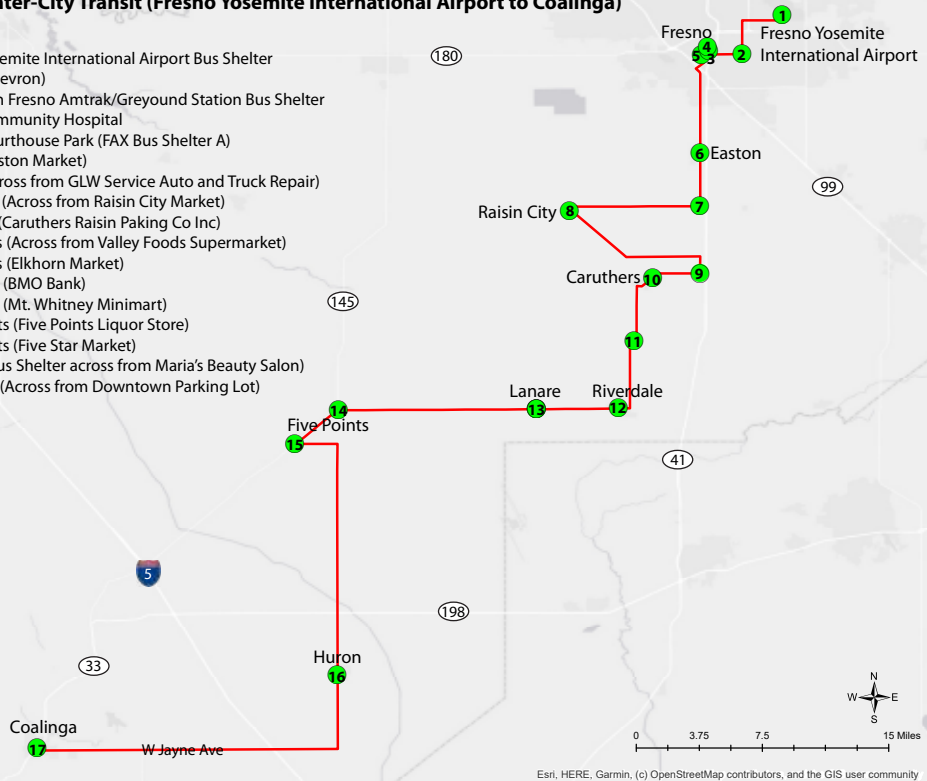 nter-City Transit (Fresno Yosemite International Airport to Coalinga)
emite International Airport Bus Shelter
evron)
n Fresno Amtrak/Greyound Station Bus Shelter
mmunity Hospital
urthouse Park (FAX Bus Shelter A)
ston Market)
ross from GLW Service Auto and Truck Repair)
(Across from Raisin City Market)
(Caruthers Raisin Paking Co Inc)
s (Across from Valley Foods Supermarket)
s (Elkhorn Market)
(BMO Bank)
(Mt. Whitney Minimart)
ts (Five Points Liquor Store)
ts (Five Star Market)
us Shelter across from Maria's Beauty Salon)
(Across from Downtown Parking Lot)
1
Fresno
4
5
3
2
Fresno Yosemite
International Airport
180
6 Easton
99
7
Raisin City 8
9
Caruthers 10
145
11
Lanare
Riverdale
14
13
12
Five Points
15
41
5
198
Huron
16
33
Coalinga
17
W Jayne Ave
N
W E
S
0 3.75 7.5 15 Miles
Esri, HERE, Garmin, (c) OpenStreetMap contributors, and the GIS user community